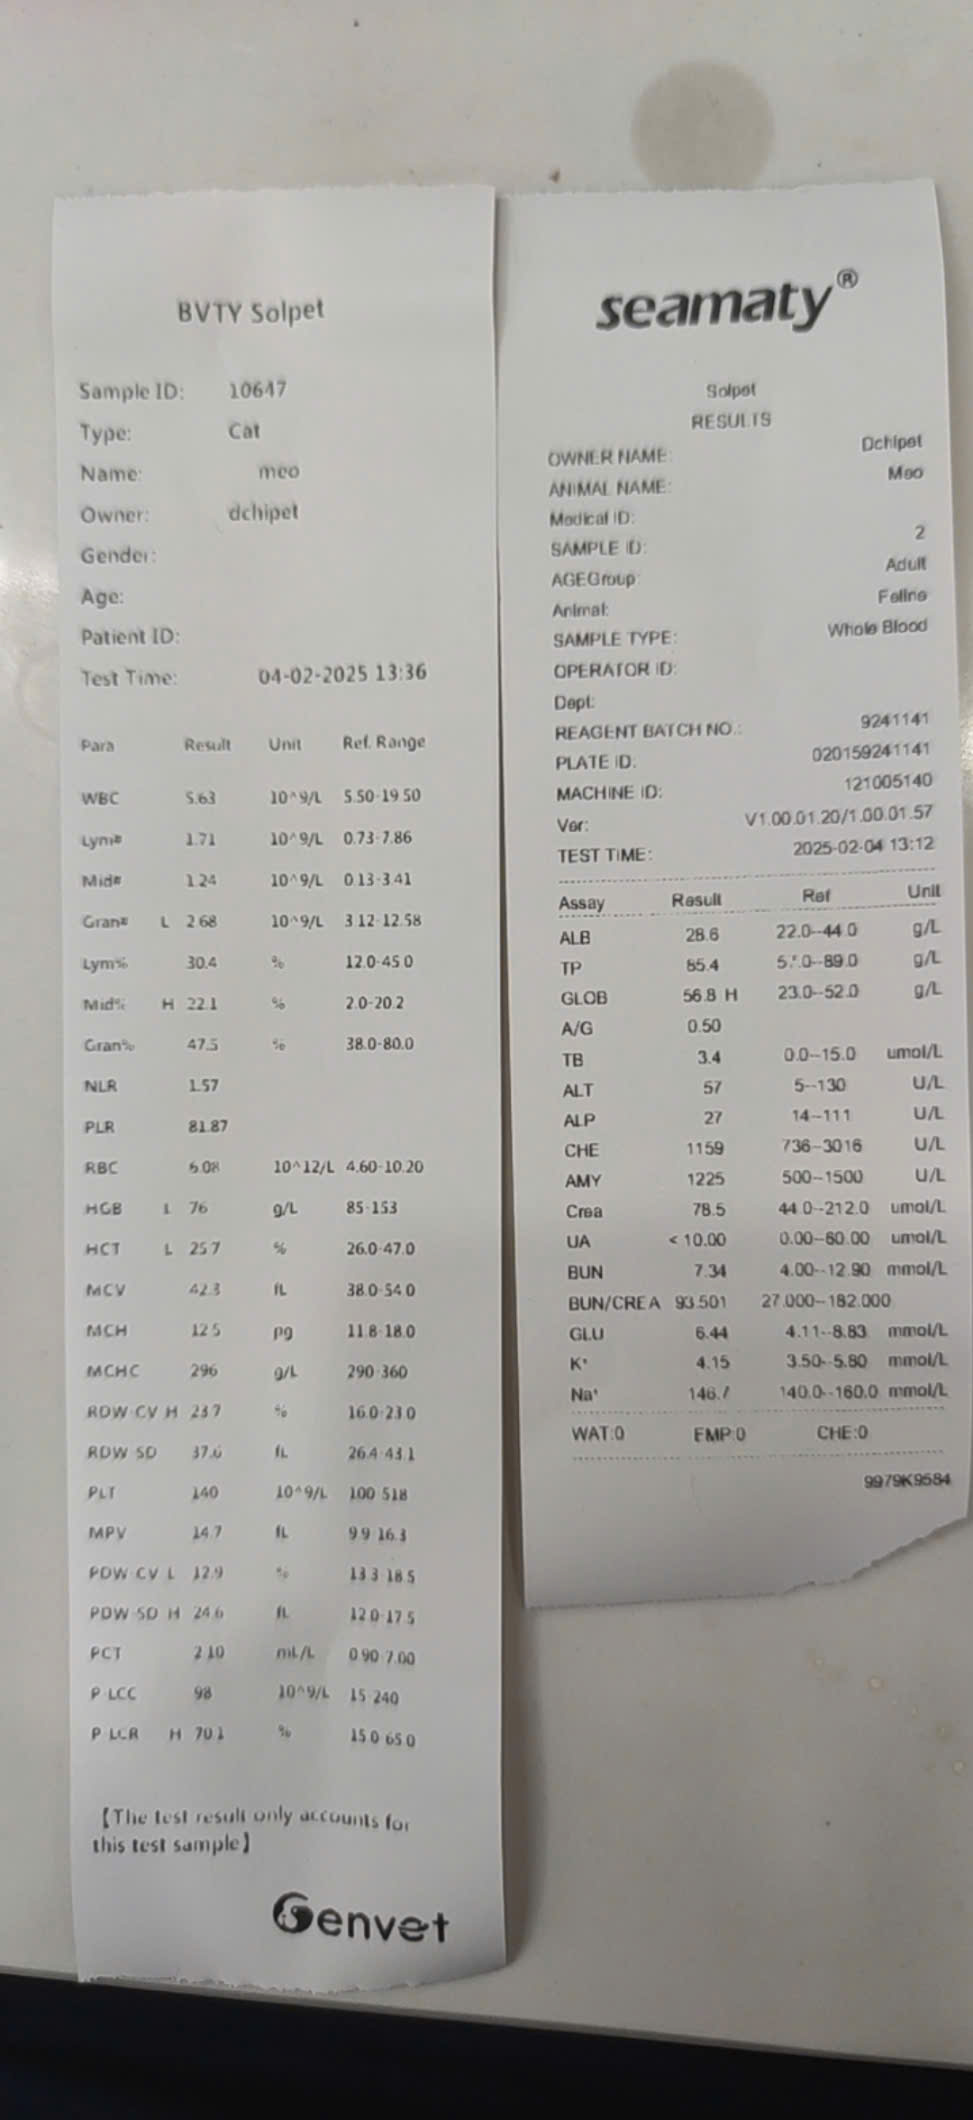 BVTY Solpet
Sample ID: 10647
Type: Cat
Name: meo
Owner: dchipet
Gender:
Age:
Patient ID:
Test Time: 04-02-2025 13:36
Para Result Unit Ref. Range
WBC 5.63 10^9/L 5.50-19.50
Lym# 1.71 10^9/L 0.73-7.86
Mid# 1.24 10^9/L 0.13-3.41
Gran# L 2.68 10^9/L 3.12-12.58
Lym% 30.4 % 12.0-45.0
Mid% H 22.1 % 2.0-20.2
Gran% 47.5 % 38.0-80.0
NLR 1.57
PLR 81.87
RBC 6.08 10^12/L 4.60-10.20
HGB L 76 g/L 85-153
HCT L 25.7 % 26.0-47.0
MCV 42.3 fL 38.0-54.0
MCH 12.5 pg 11.8-18.0
MCHC 296 g/L 290-360
RDW-CV H 23.7 % 16.0-23.0
RDW-SD 37.6 fL 26.4-43.1
PLT 140 10^9/L 100-518
MPV 14.7 fL 9.9-16.3
PDW-CV L 12.9 % 13.3-18.5
PDW-SD H 24.6 fL 12.0-17.5
PCT 2.10 mL/L 0.90-7.00
P-LCC 98 10^9/L 15-240
P-LCR H 70.1 % 15.0-65.0
【The test result only accounts for
this test sample】
Genvet
seamaty®
Solpet
RESULTS
OWNER NAME: Dchipet
ANIMAL NAME: Meo
Medical ID:
SAMPLE ID: 2
AGEGroup: Adult
Animal: Feline
SAMPLE TYPE: Whole Blood
OPERATOR ID:
Dept:
REAGENT BATCH NO.: 9241141
PLATE ID: 020159241141
MACHINE ID: 121005140
Ver: V1.00.01.20/1.00.01.57
TEST TIME: 2025-02-04 13:12
Assay Result Ref Unit
ALB 28.6 22.0--44.0 g/L
TP 85.4 g/L
GLOB 56.8 H 23.0--52.0 g/L
A/G 0.50
TB 3.4 0.0--15.0 umol/L
ALT 57 5--130 U/L
ALP 27 14--111 U/L
CHE 1159 736--3016 U/L
AMY 1225 500--1500 U/L
Crea 78.5 44.0--212.0 umol/L
UA < 10.00 0.00--60.00 umol/L
BUN 7.34 4.00--12.90 mmol/L
BUN/CREA 93.501 27.000--182.000
GLU 6.44 4.11--8.83 mmol/L
K+ 4.15 3.50--5.80 mmol/L
Na+ 146.7 140.0--160.0 mmol/L
WAT:0 EMP:0 CHE:0
9979K9584